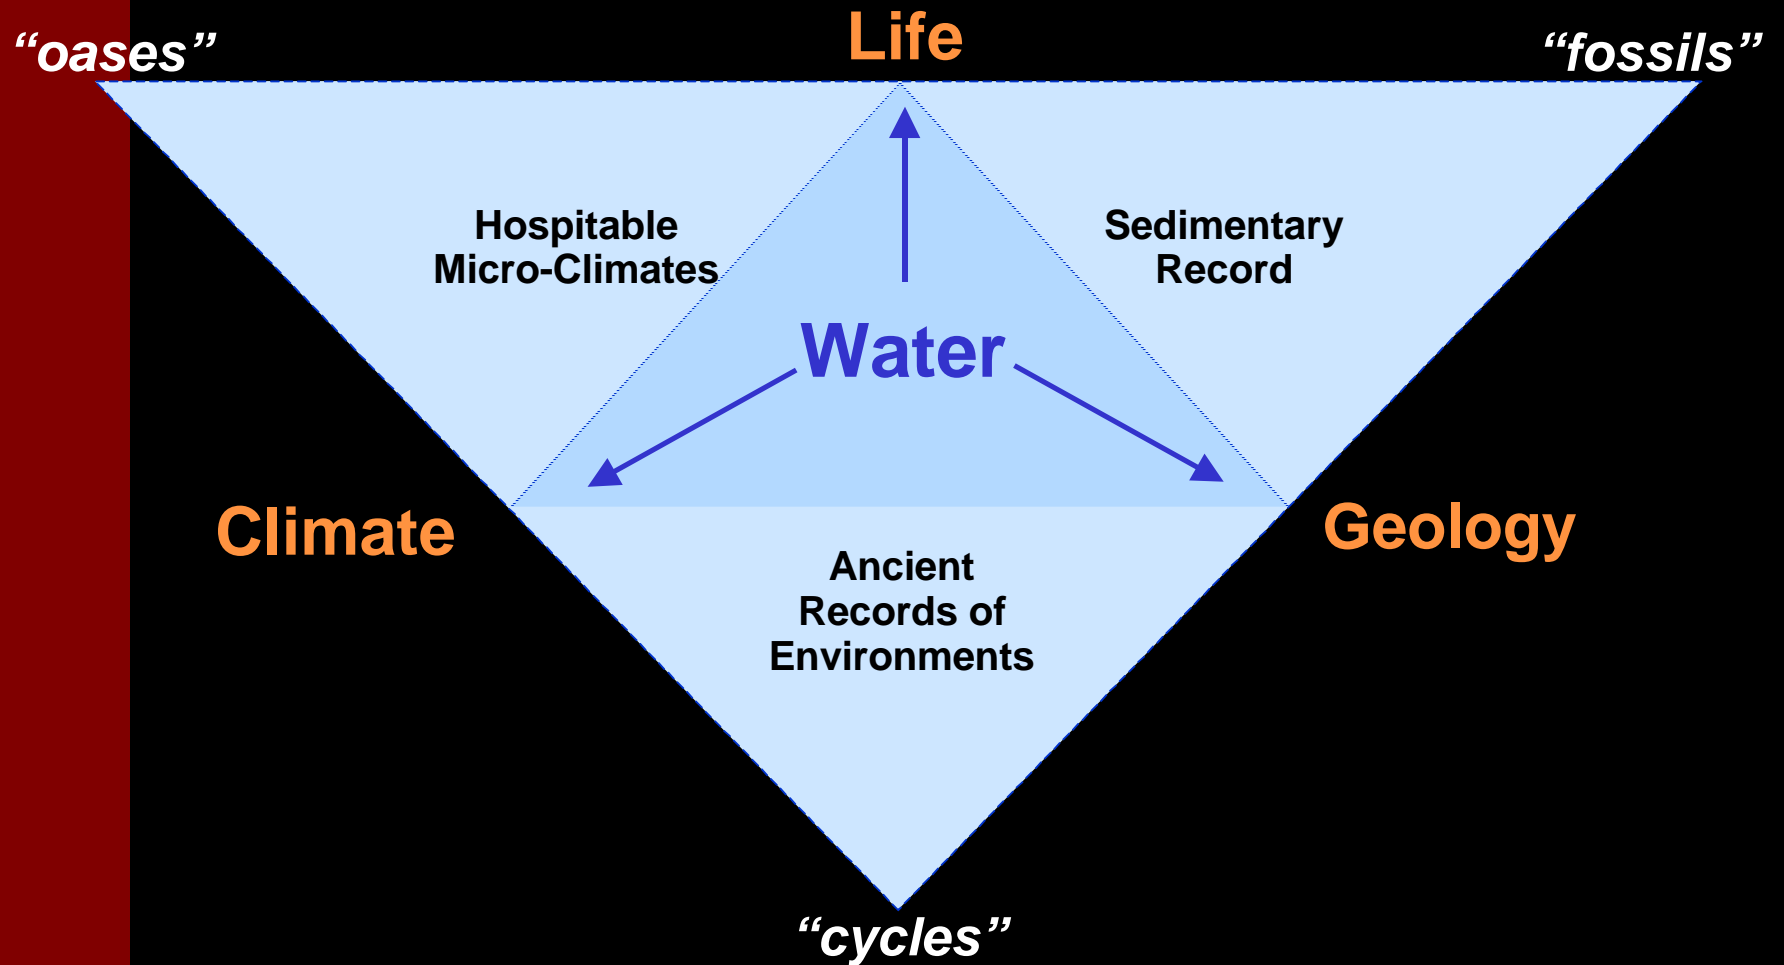 “oases”
Life
“fossils”
Hospitable
Micro-Climates
Sedimentary
Record
Water
Climate
Geology
Ancient
Records of
Environments
“cycles”